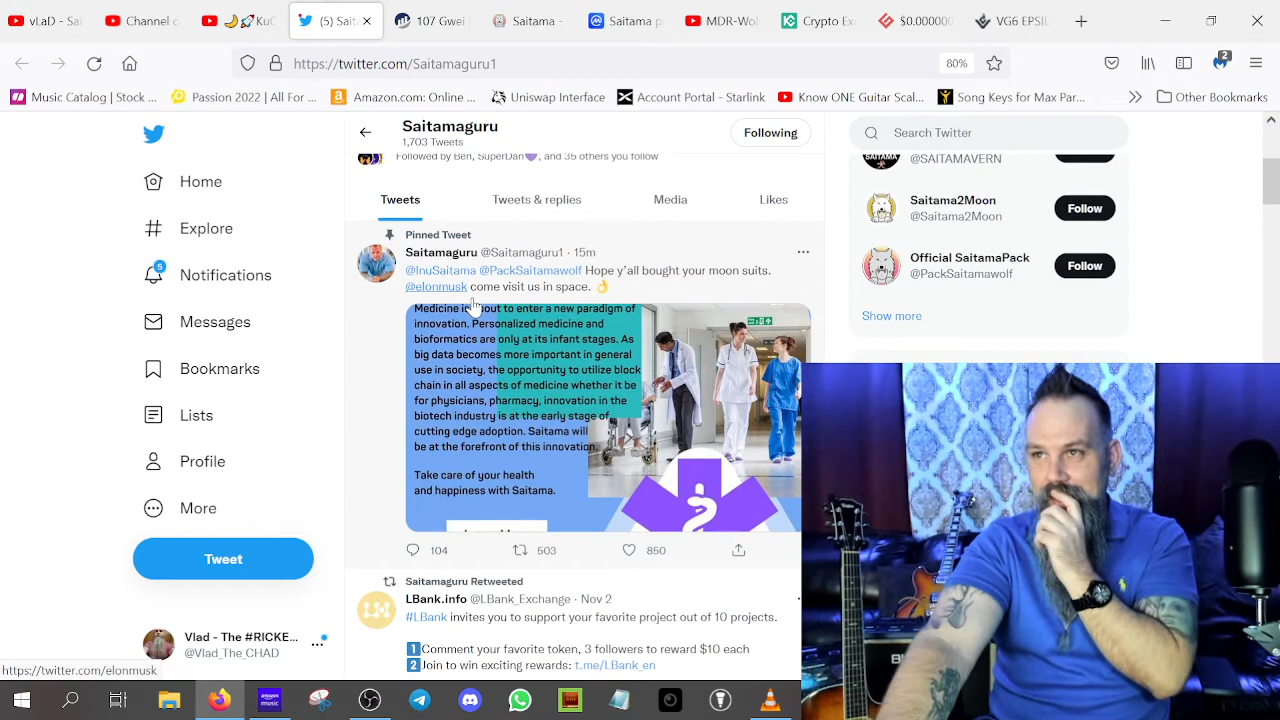 vLaD - Sai
Channel c
🌙🚀KuC
(5) Sait
107 Gwei
Saitama -
Saitama p
MDR-Wo
Crypto Ex
$0.00000
VG6 EPSIL
https://twitter.com/Saitamaguru1
80%
2
Music Catalog | Stock ...
Passion 2022 | All For ...
Amazon.com: Online ...
Uniswap Interface
Account Portal - Starlink
Know ONE Guitar Scal...
Song Keys for Max Par...
Other Bookmarks
Home
Explore
5
Notifications
Messages
Bookmarks
Lists
Profile
More
Tweet
Vlad - The #RICKE...
@Vlad_The_CHAD
https://twitter.com/elonmusk
Saitamaguru
1,703 Tweets
Following
Followed by Ben, SuperDan💜, and 35 others you follow
Tweets
Tweets & replies
Media
Likes
Pinned Tweet
Saitamaguru @Saitamaguru1 · 15m
@InuSaitama @PackSaitamawolf Hope y'all bought your moon suits.
@elonmusk come visit us in space. 👌
Medicine is out to enter a new paradigm of
innovation. Personalized medicine and
bioformatics are only at its infant stages. As
big data becomes more important in general
use in society, the opportunity to utilize block
chain in all aspects of medicine whether it be
for physicians, pharmacy, innovation in the
biotech industry is at the early stage of
cutting edge adoption. Saitama will
be at the forefront of this innovation.
Take care of your health
and happiness with Saitama.
104
503
850
Saitamaguru Retweeted
LBank.info @LBank_Exchange · Nov 2
#LBank invites you to support your favorite project out of 10 projects.
1️⃣Comment your favorite token, 3 followers to reward $10 each
2️⃣Join to win exciting rewards: t.me/LBank_en
Search Twitter
SAITAMA
@SAITAMAVERN
Saitama2Moon
@Saitama2Moon
Follow
Official SaitamaPack
@PackSaitamawolf
Follow
Show more
amazon
music